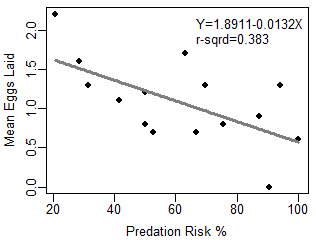 Y=1.8911-0.0132X
r-sqrd=0.383
Mean Eggs Laid
2.0
1.5
1.0
0.5
0.0
20 40 60 80 100
Predation Risk %